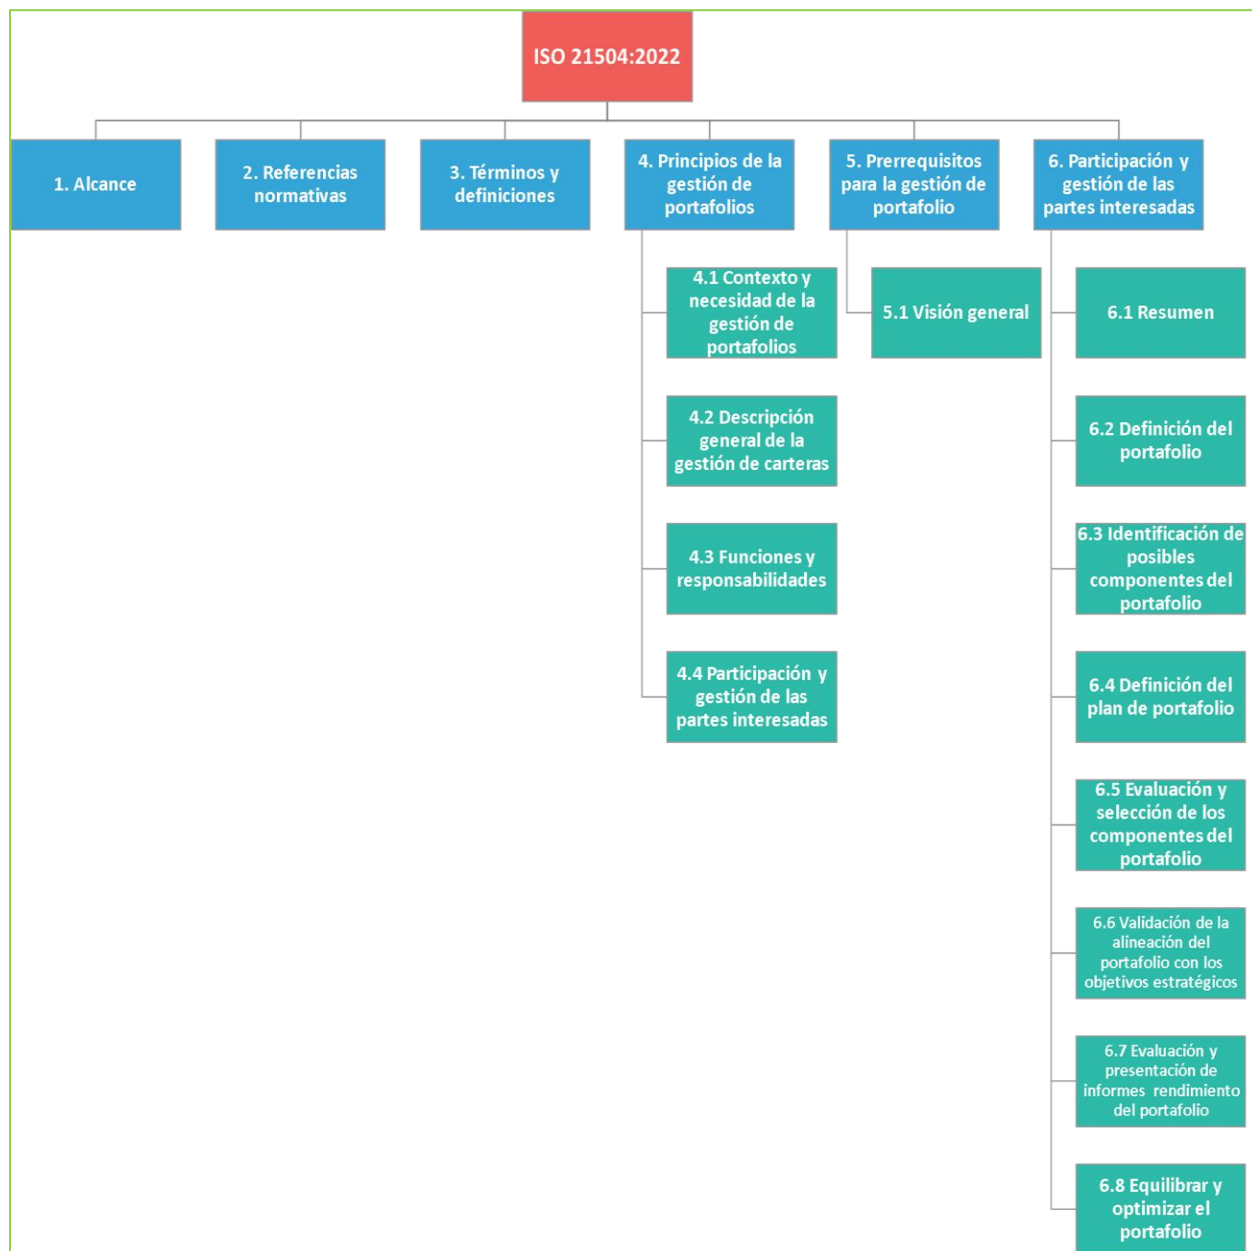 ISO 21504:2022
1. Alcance
2. Referencias
normativas
3. Términos y
definiciones
4. Principios de la
gestión de
portafolios
5. Prerrequisitos
para la gestión de
portafolio
6. Participación y
gestión de las
partes interesadas
4.1 Contexto y
necesidad de la
gestión de
portafolios
4.2 Descripción
general de la
gestión de carteras
4.3 Funciones y
responsabilidades
4.4 Participación y
gestión de las
partes interesadas
5.1 Visión general
6.1 Resumen
6.2 Definición del
portafolio
6.3 Identificación de
posibles
componentes del
portafolio
6.4 Definición del
plan de portafolio
6.5 Evaluación y
selección de los
componentes del
portafolio
6.6 Validación de la
alineación del
portafolio con los
objetivos estratégicos
6.7 Evaluación y
presentación de
informes rendimiento
del portafolio
6.8 Equilibrar y
optimizar el
portafolio